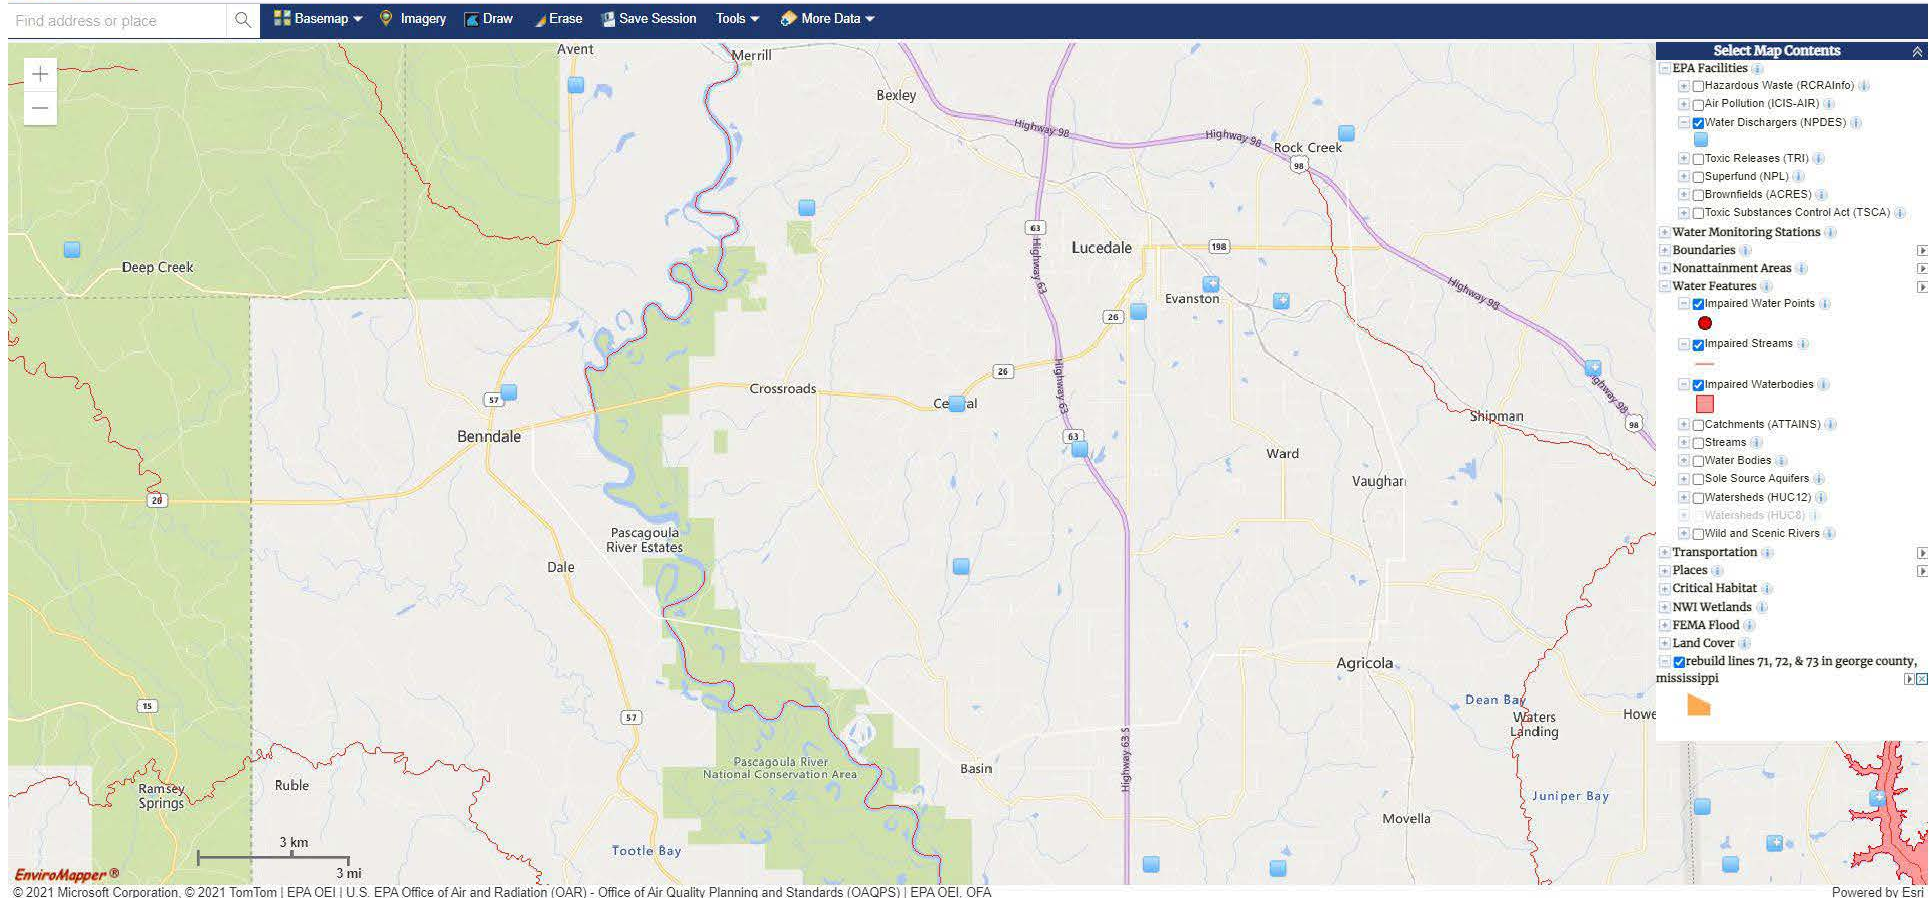 Find address or place
Basemap
Imagery
Draw
Erase
Save Session
Tools
More Data
Select Map Contents
EPA Facilities
Hazardous Waste (RCRAInfo)
Air Pollution (ICIS-AIR)
Water Dischargers (NPDES)
Toxic Releases (TRI)
Superfund (NPL)
Brownfields (ACRES)
Toxic Substances Control Act (TSCA)
Water Monitoring Stations
Boundaries
Nonattainment Areas
Water Features
Impaired Water Points
Impaired Streams
Impaired Waterbodies
Catchments (ATTAINS)
Streams
Water Bodies
Sole Source Aquifers
Watersheds (HUC12)
Watersheds (HUC8)
Wild and Scenic Rivers
Transportation
Places
Critical Habitat
NWI Wetlands
FEMA Flood
Land Cover
rebuild lines 71, 72, & 73 in george county,
mississippi
Avent
Merrill
Bexley
Highway 98
Highway 98
Rock Creek
98
63
Highway 63
Lucedale
198
Deep Creek
Evanston
Highway 98
26
26
Highway 63
Crossroads
57
Benndale
63
Highway 98
98
Shipman
Ward
Vaughan
26
Pascagoula
River Estates
Dale
Agricola
Dean Bay
Waters
Landing
Howe
15
57
Highway 63 S
Pascagoula River
National Conservation Area
Basin
Ramsey
Springs
Ruble
Juniper Bay
Movella
Tootle Bay
3 km
3 mi
EnviroMapper ®
© 2021 Microsoft Corporation, © 2021 TomTom | EPA OEI | U.S. EPA Office of Air and Radiation (OAR) - Office of Air Quality Planning and Standards (OAQPS) | EPA OEI, OFA
Powered by Esri